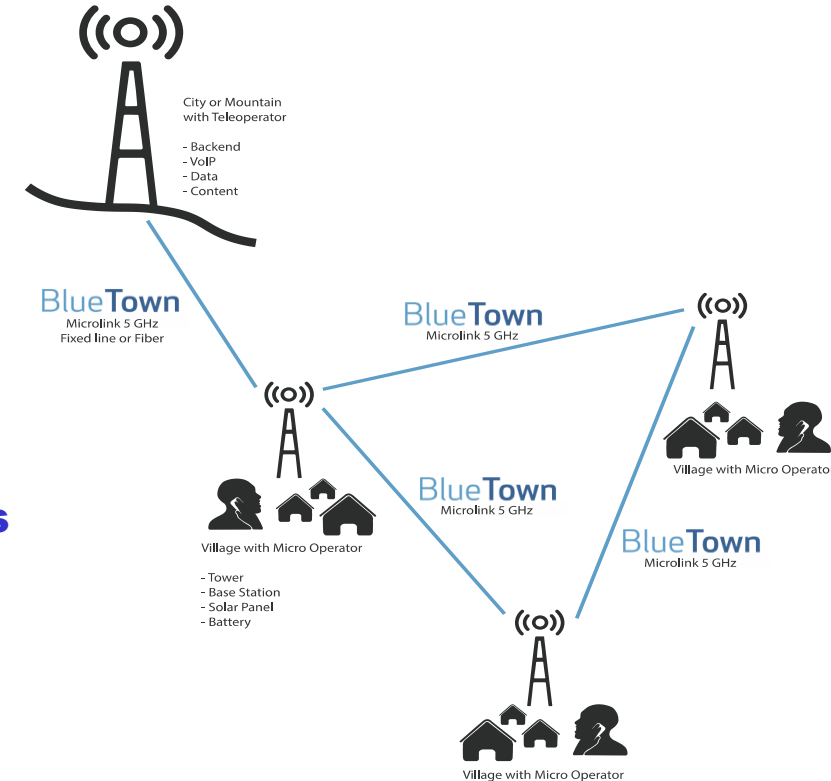 City or Mountain
with Teleoperator
- Backend
- VoIP
- Data
- Content
BlueTown
Microlink 5 GHz
Fixed line or Fiber
BlueTown
Microlink 5 GHz
Village with Micro Operato
BlueTown
Microlink 5 GHz
s
BlueTown
Microlink 5 GHz
Village with Micro Operator
- Tower
- Base Station
- Solar Panel
- Battery
Village with Micro Operator